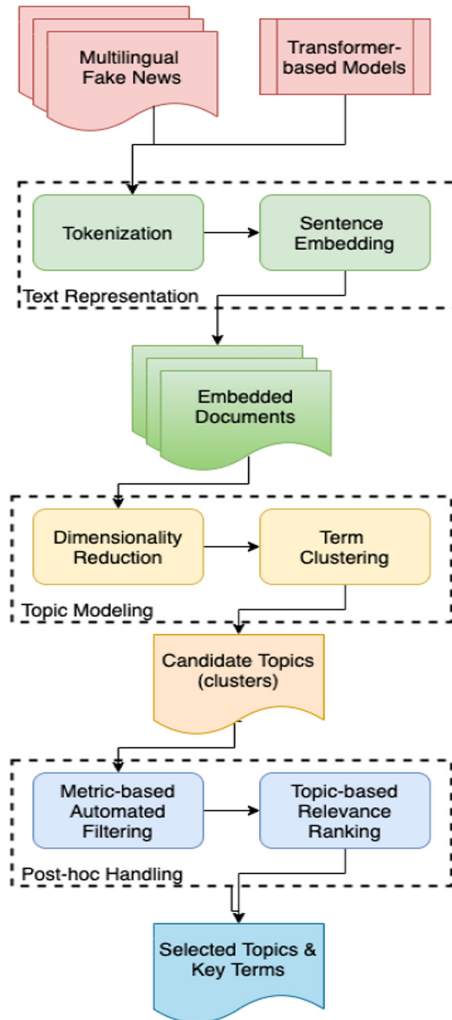 Multilingual
Fake News
Transformer-
based Models
Tokenization
Sentence
Embedding
Text Representation
Embedded
Documents
Dimensionality
Reduction
Term
Clustering
Topic Modeling
Candidate Topics
(clusters)
Metric-based
Automated
Filtering
Topic-based
Relevance
Ranking
Post-hoc Handling
Selected Topics &
Key Terms